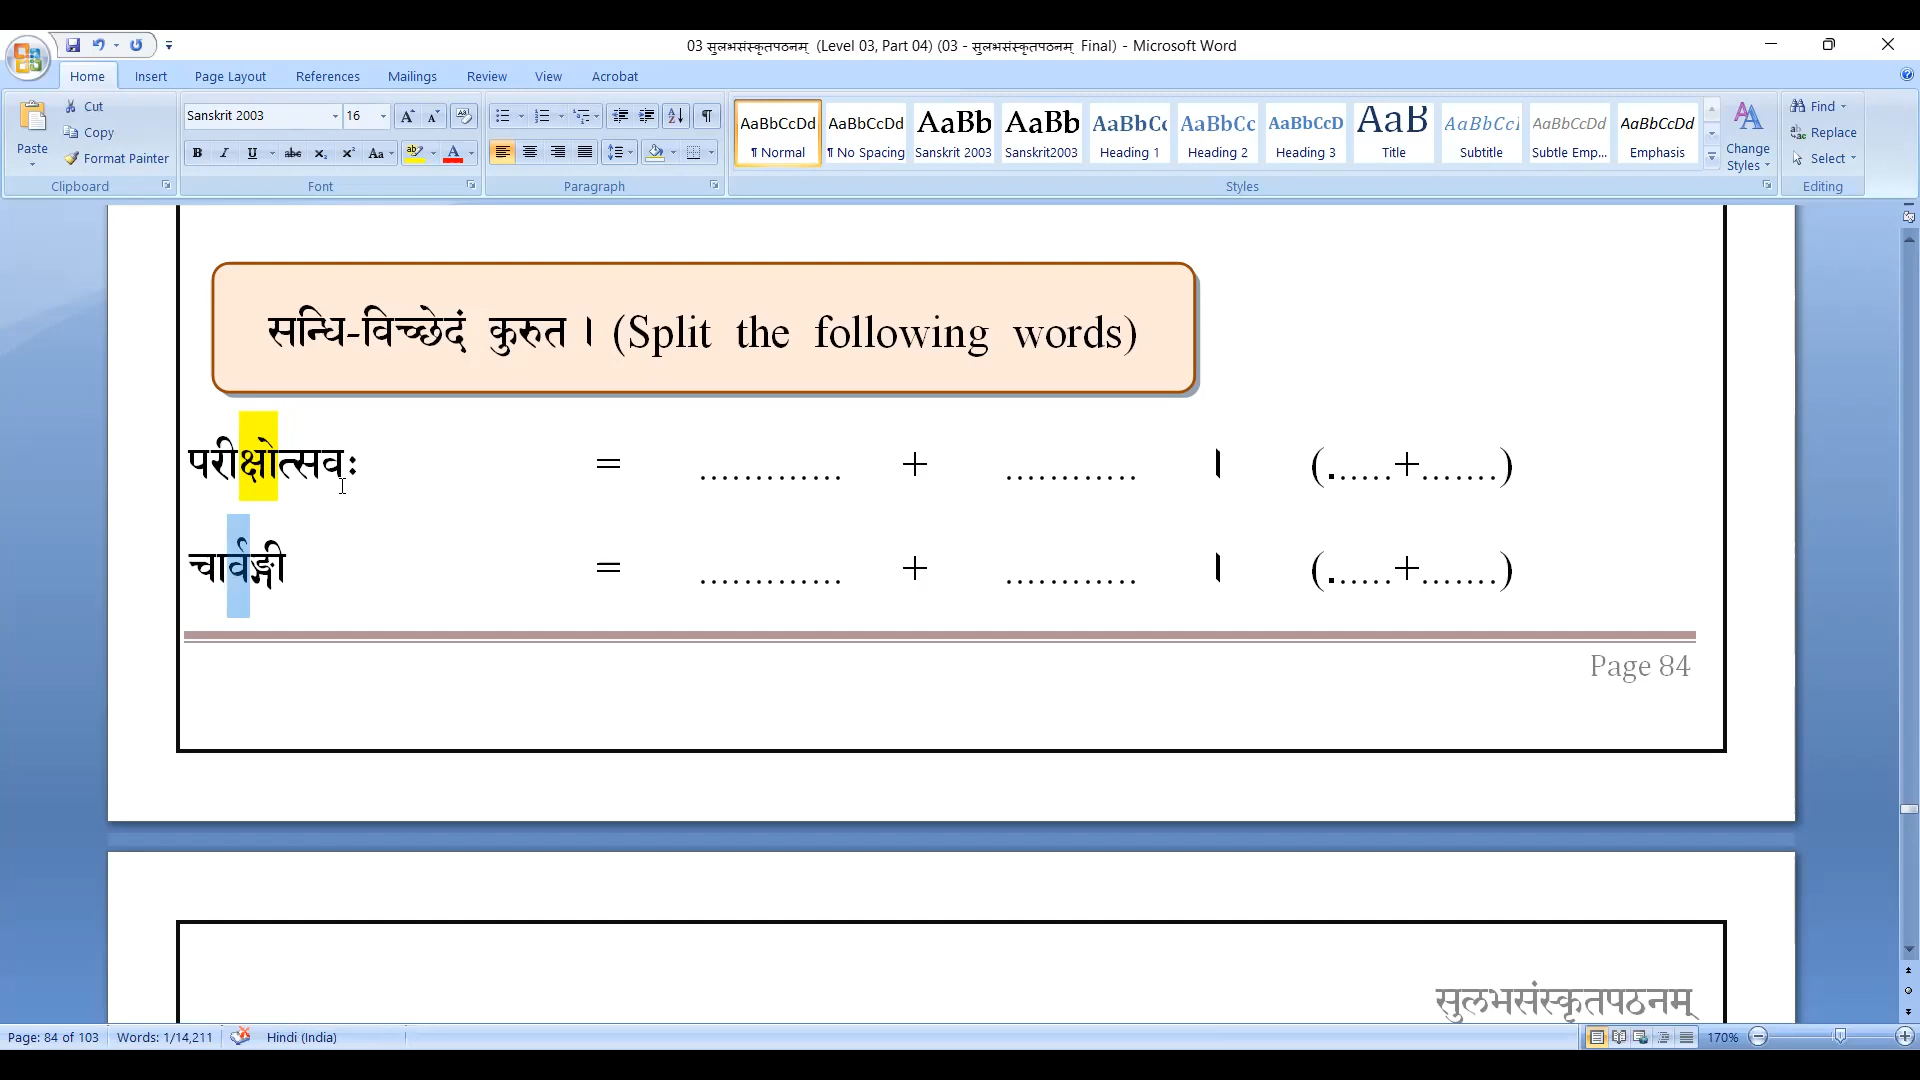 03 सुलभसंस्कृतपठनम् (Level 03, Part 04) (03 - सुलभसंस्कृतपठनम् Final) - Microsoft Word
Home Insert Page Layout References Mailings Review View Acrobat
Paste Cut Copy Format Painter Clipboard
Sanskrit 2003 16 Font
Paragraph
AaBbCcDd ¶ Normal
AaBbCcDd ¶ No Spacing
AaBb Sanskrit 2003
AaBb Sanskrit2003
AaBbCc Heading 1
AaBbCc Heading 2
AaBbCcD Heading 3
AaB Title
AaBbCc Subtitle
AaBbCcDd Subtle Emp...
AaBbCcDd Emphasis
Change Styles
Styles
Find Replace Select Editing
सन्धि-विच्छेदं कुरुत । (Split the following words)
परीक्षोत्सवः = ............. + ............ । (......+.......)
चार्वङ्गी = ............. + ............ । (......+.......)
Page 84
सुलभसंस्कृतपठनम्
Page: 84 of 103 Words: 1/14,211 Hindi (India) 170%